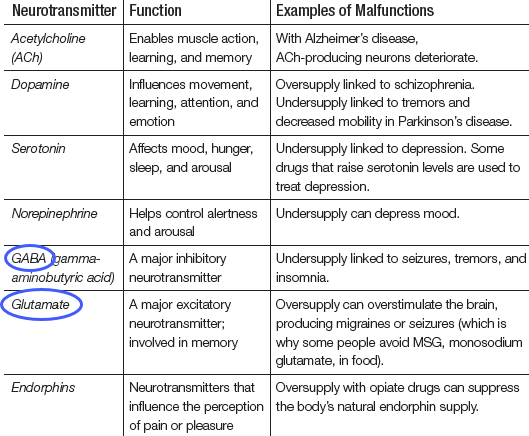 Neurotransmitter Function Examples of Malfunctions
Acetylcholine Enables muscle action, With Alzheimer's disease,
(ACh) learning, and memory ACh-producing neurons deteriorate.
Dopamine Influences movement, Oversupply linked to schizophrenia.
learning, attention, and Undersupply linked to tremors and
emotion decreased mobility in Parkinson's disease.
Serotonin Affects mood, hunger, Undersupply linked to depression. Some
sleep, and arousal drugs that raise serotonin levels are used to
treat depression.
Norepinephrine Helps control alertness Undersupply can depress mood.
and arousal
GABA (gamma- A major inhibitory Undersupply linked to seizures, tremors, and
aminobutyric acid) neurotransmitter insomnia.
Glutamate A major excitatory Oversupply can overstimulate the brain,
neurotransmitter; producing migraines or seizures (which is
involved in memory why some people avoid MSG, monosodium
glutamate, in food).
Endorphins Neurotransmitters that Oversupply with opiate drugs can suppress
influence the perception the body's natural endorphin supply.
of pain or pleasure